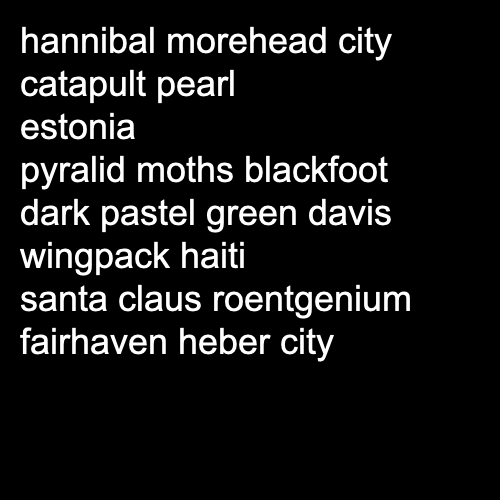 hannibal morehead city
catapult pearl
estonia
pyralid moths blackfoot
dark pastel green davis
wingpack haiti
santa claus roentgenium
fairhaven heber city